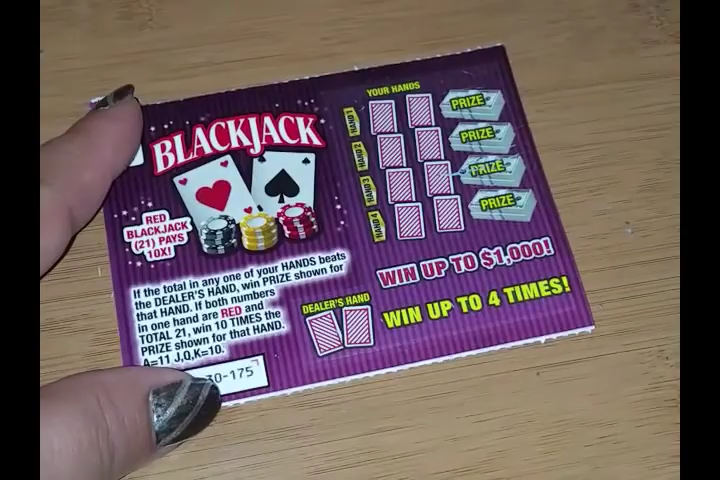 BLACKJACK
RED
BLACKJACK
(21) PAYS
10X!
If the total in any one of your HANDS beats
the DEALER'S HAND, win PRIZE shown for
that HAND. If both numbers
in one hand are RED and
TOTAL 21, win 10 TIMES the
PRIZE shown for that HAND.
A=11 J,Q,K=10.
30-175
YOUR HANDS
HAND 1
PRIZE
HAND 2
PRIZE
HAND 3
PRIZE
HAND 4
PRIZE
WIN UP TO $1,000!
DEALER'S HAND
WIN UP TO 4 TIMES!